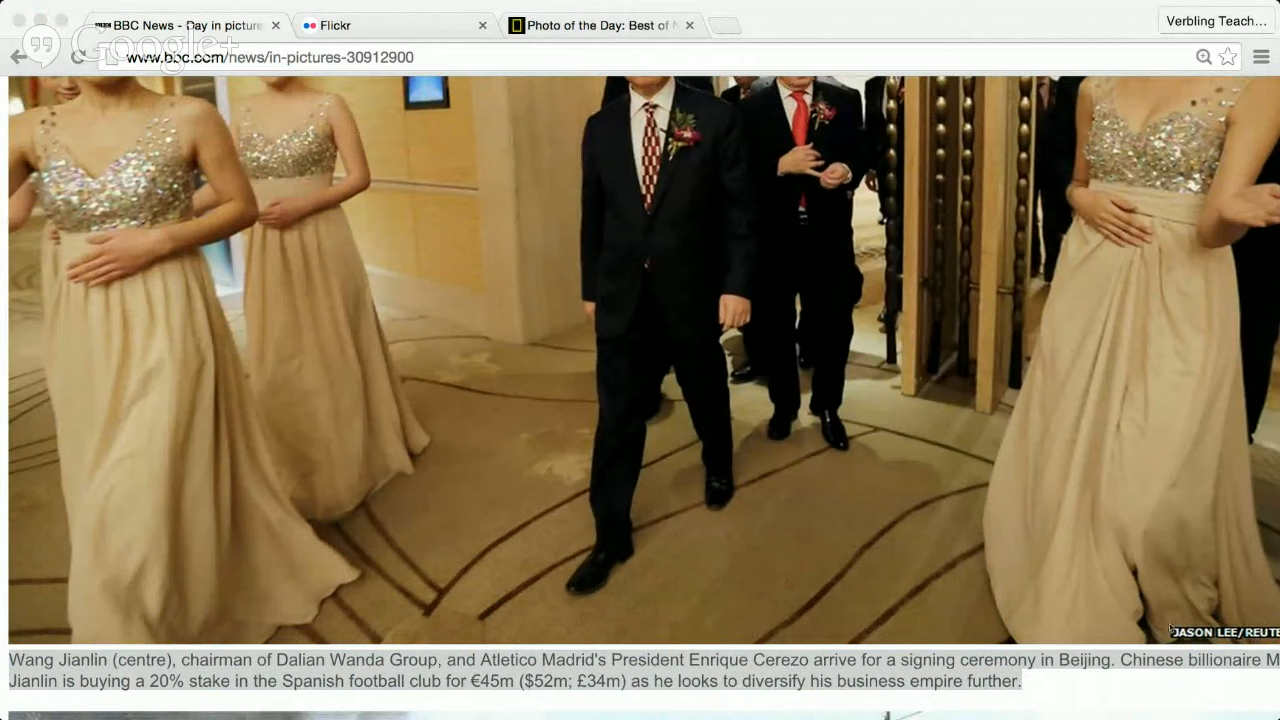 BBC News - Day in picture
Flickr
Photo of the Day: Best of N
Verbling Teach…
Google+
www.bbc.com/news/in-pictures-30912900
JASON LEE/REUTE
Wang Jianlin (centre), chairman of Dalian Wanda Group, and Atletico Madrid's President Enrique Cerezo arrive for a signing ceremony in Beijing. Chinese billionaire M
Jianlin is buying a 20% stake in the Spanish football club for €45m ($52m; £34m) as he looks to diversify his business empire further.